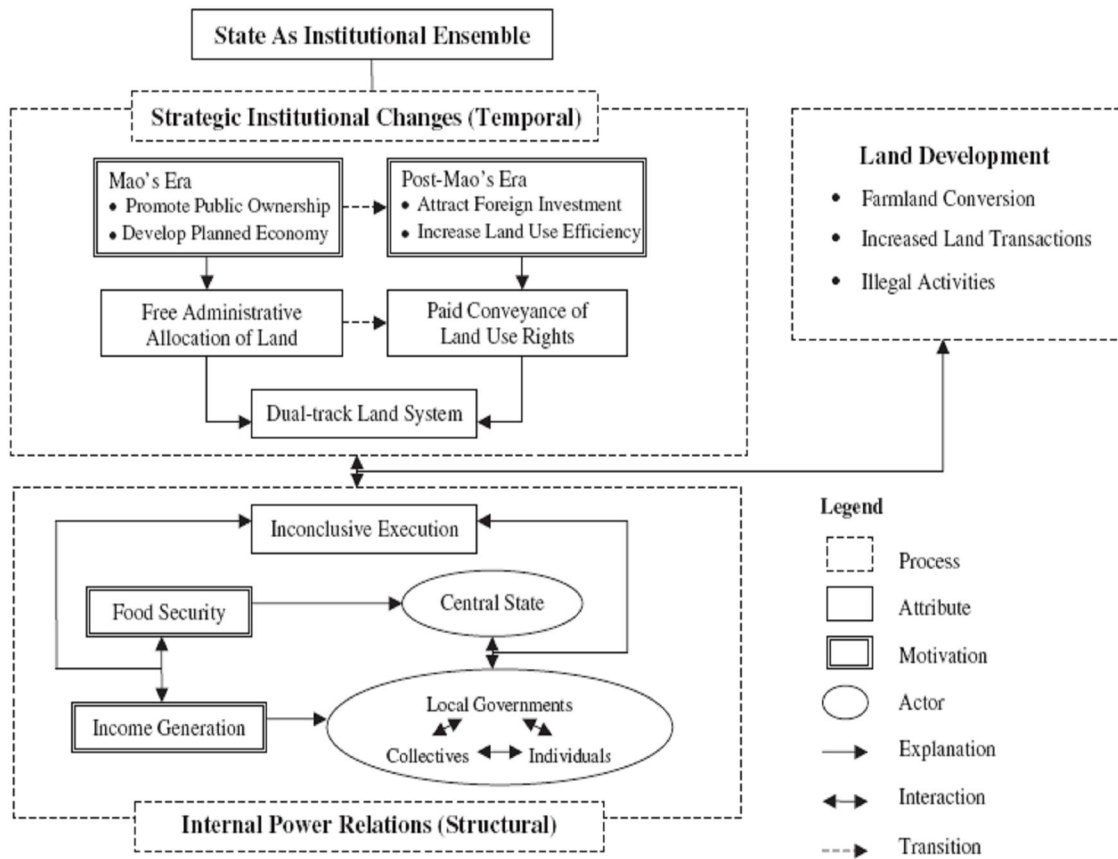 State As Institutional Ensemble
Strategic Institutional Changes (Temporal)
Mao's Era
• Promote Public Ownership
• Develop Planned Economy
Post-Mao's Era
• Attract Foreign Investment
• Increase Land Use Efficiency
Free Administrative
Allocation of Land
Paid Conveyance of
Land Use Rights
Dual-track Land System
Land Development
• Farmland Conversion
• Increased Land Transactions
• Illegal Activities
Inconclusive Execution
Food Security
Central State
Income Generation
Local Governments
Collectives
Individuals
Internal Power Relations (Structural)
Legend
Process
Attribute
Motivation
Actor
Explanation
Interaction
Transition